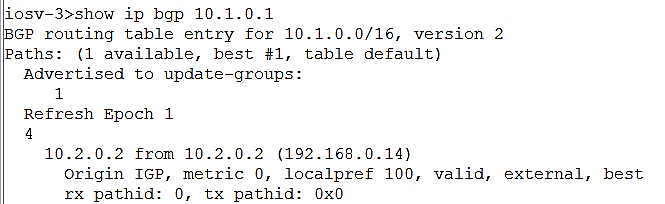 iosv-3>show ip bgp 10.1.0.1
BGP routing table entry for 10.1.0.0/16, version 2
Paths: (1 available, best #1, table default)
  Advertised to update-groups:
     1
  Refresh Epoch 1
  4
    10.2.0.2 from 10.2.0.2 (192.168.0.14)
      Origin IGP, metric 0, localpref 100, valid, external, best
      rx pathid: 0, tx pathid: 0x0